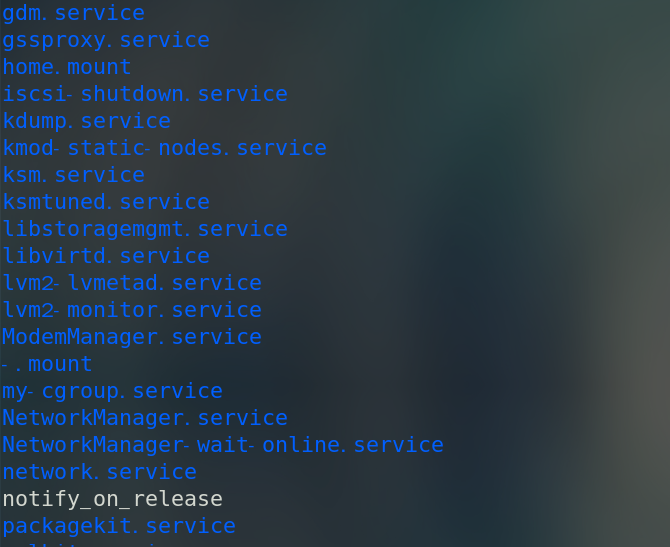 gdm.service
gssproxy.service
home.mount
iscsi-shutdown.service
kdump.service
kmod-static-nodes.service
ksm.service
ksmtuned.service
libstoragemgmt.service
libvirtd.service
lvm2-lvmetad.service
lvm2-monitor.service
ModemManager.service
-.mount
my-cgroup.service
NetworkManager.service
NetworkManager-wait-online.service
network.service
notify_on_release
packagekit.service